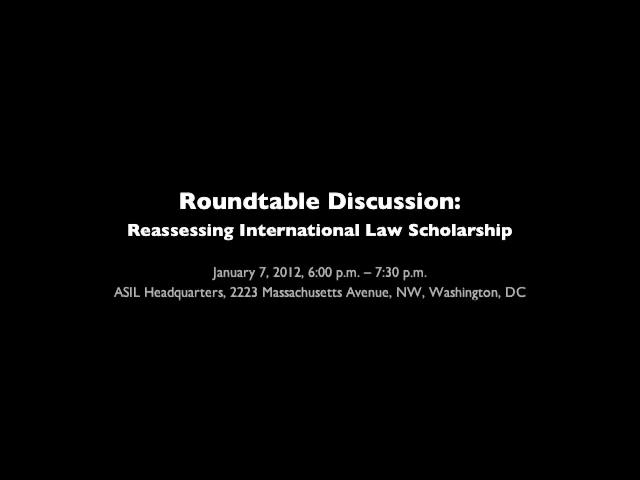 Roundtable Discussion:
Reassessing International Law Scholarship
January 7, 2012, 6:00 p.m. – 7:30 p.m.
ASIL Headquarters, 2223 Massachusetts Avenue, NW, Washington, DC